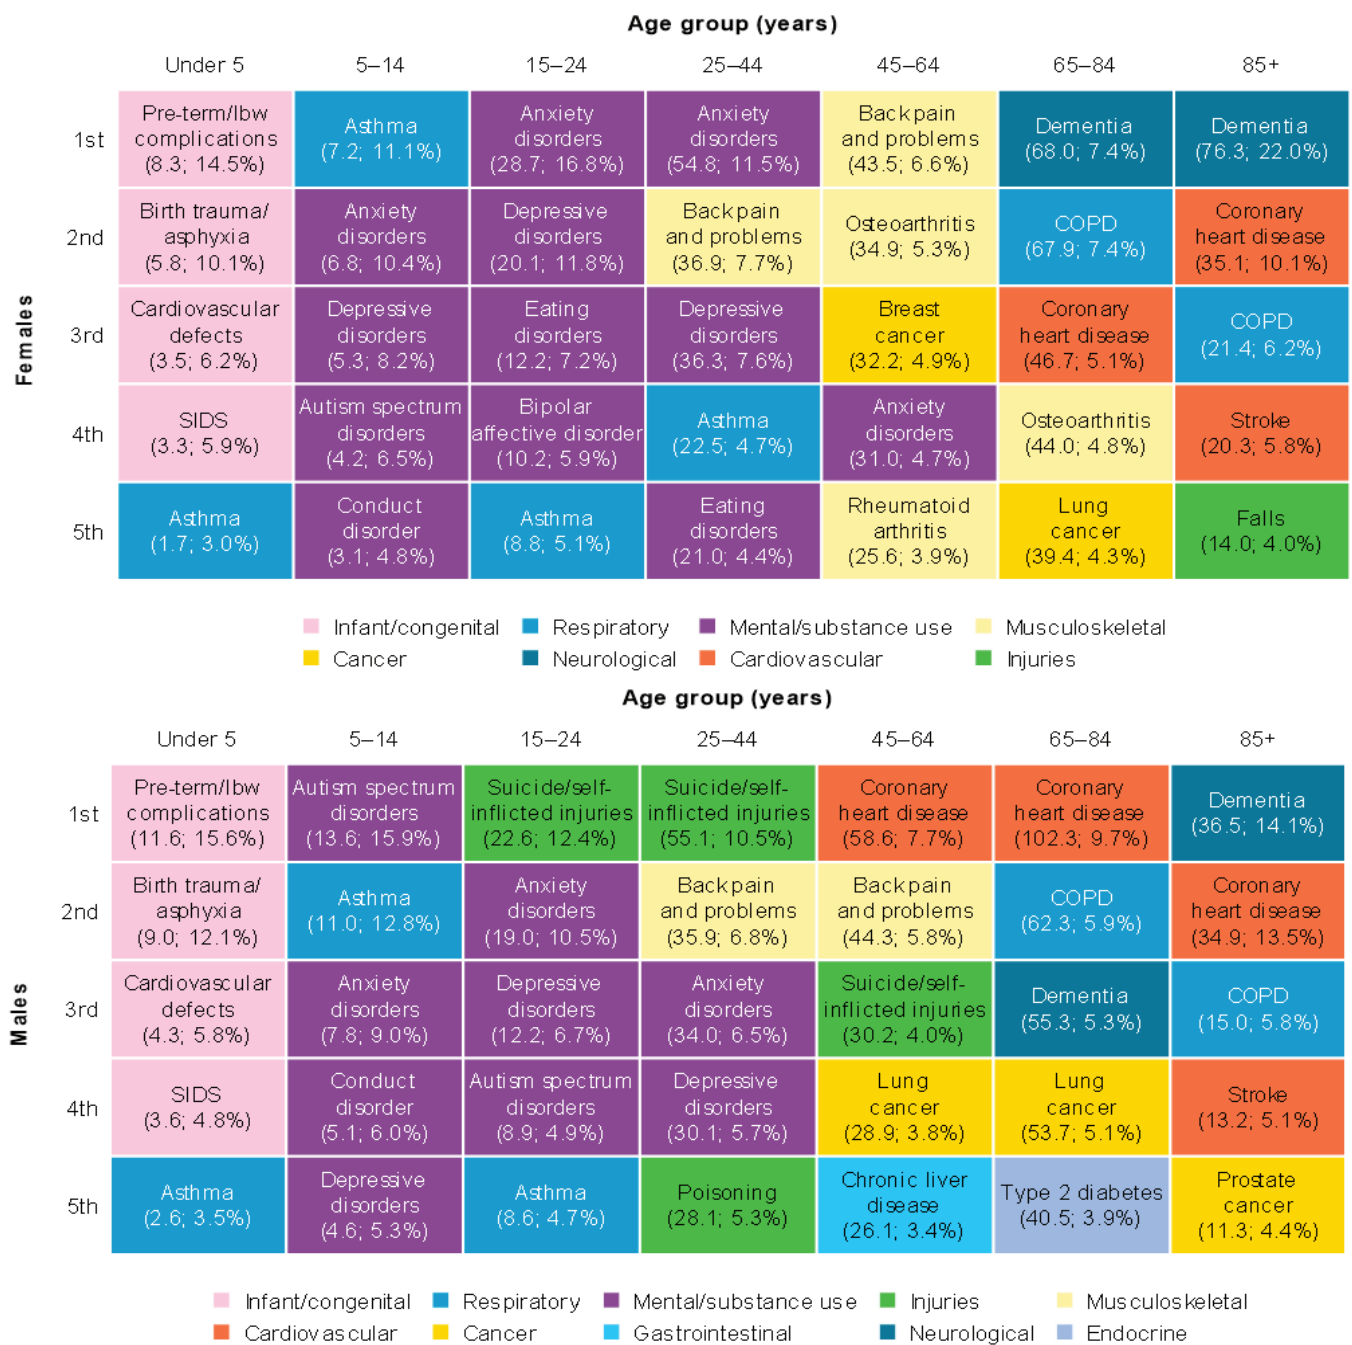 Age group (years)
Under 5 5–14 15–24 25–44 45–64 65–84 85+
Females
1st
Pre-term/lbw
complications
(8.3; 14.5%)
Asthma
(7.2; 11.1%)
Anxiety
disorders
(28.7; 16.8%)
Anxiety
disorders
(54.8; 11.5%)
Back pain
and problems
(43.5; 6.6%)
Dementia
(68.0; 7.4%)
Dementia
(76.3; 22.0%)
2nd
Birth trauma/
asphyxia
(5.8; 10.1%)
Anxiety
disorders
(6.8; 10.4%)
Depressive
disorders
(20.1; 11.8%)
Back pain
and problems
(36.9; 7.7%)
Osteoarthritis
(34.9; 5.3%)
COPD
(67.9; 7.4%)
Coronary
heart disease
(35.1; 10.1%)
3rd
Cardiovascular
defects
(3.5; 6.2%)
Depressive
disorders
(5.3; 8.2%)
Eating
disorders
(12.2; 7.2%)
Depressive
disorders
(36.3; 7.6%)
Breast
cancer
(32.2; 4.9%)
Coronary
heart disease
(46.7; 5.1%)
COPD
(21.4; 6.2%)
4th
SIDS
(3.3; 5.9%)
Autism spectrum
disorders
(4.2; 6.5%)
Bipolar
affective disorder
(10.2; 5.9%)
Asthma
(22.5; 4.7%)
Anxiety
disorders
(31.0; 4.7%)
Osteoarthritis
(44.0; 4.8%)
Stroke
(20.3; 5.8%)
5th
Asthma
(1.7; 3.0%)
Conduct
disorder
(3.1; 4.8%)
Asthma
(8.8; 5.1%)
Eating
disorders
(21.0; 4.4%)
Rheumatoid
arthritis
(25.6; 3.9%)
Lung
cancer
(39.4; 4.3%)
Falls
(14.0; 4.0%)
Infant/congenital Respiratory Mental/substance use Musculoskeletal
Cancer Neurological Cardiovascular Injuries
Age group (years)
Under 5 5–14 15–24 25–44 45–64 65–84 85+
Males
1st
Pre-term/lbw
complications
(11.6; 15.6%)
Autism spectrum
disorders
(13.6; 15.9%)
Suicide/self-
inflicted injuries
(22.6; 12.4%)
Suicide/self-
inflicted injuries
(55.1; 10.5%)
Coronary
heart disease
(58.6; 7.7%)
Coronary
heart disease
(102.3; 9.7%)
Dementia
(36.5; 14.1%)
2nd
Birth trauma/
asphyxia
(9.0; 12.1%)
Asthma
(11.0; 12.8%)
Anxiety
disorders
(19.0; 10.5%)
Back pain
and problems
(35.9; 6.8%)
Back pain
and problems
(44.3; 5.8%)
COPD
(62.3; 5.9%)
Coronary
heart disease
(34.9; 13.5%)
3rd
Cardiovascular
defects
(4.3; 5.8%)
Anxiety
disorders
(7.8; 9.0%)
Depressive
disorders
(12.2; 6.7%)
Anxiety
disorders
(34.0; 6.5%)
Suicide/self-
inflicted injuries
(30.2; 4.0%)
Dementia
(55.3; 5.3%)
COPD
(15.0; 5.8%)
4th
SIDS
(3.6; 4.8%)
Conduct
disorder
(5.1; 6.0%)
Autism spectrum
disorders
(8.9; 4.9%)
Depressive
disorders
(30.1; 5.7%)
Lung
cancer
(28.9; 3.8%)
Lung
cancer
(53.7; 5.1%)
Stroke
(13.2; 5.1%)
5th
Asthma
(2.6; 3.5%)
Depressive
disorders
(4.6; 5.3%)
Asthma
(8.6; 4.7%)
Poisoning
(28.1; 5.3%)
Chronic liver
disease
(26.1; 3.4%)
Type 2 diabetes
(40.5; 3.9%)
Prostate
cancer
(11.3; 4.4%)
Infant/congenital Respiratory Mental/substance use Injuries Musculoskeletal
Cardiovascular Cancer Gastrointestinal Neurological Endocrine